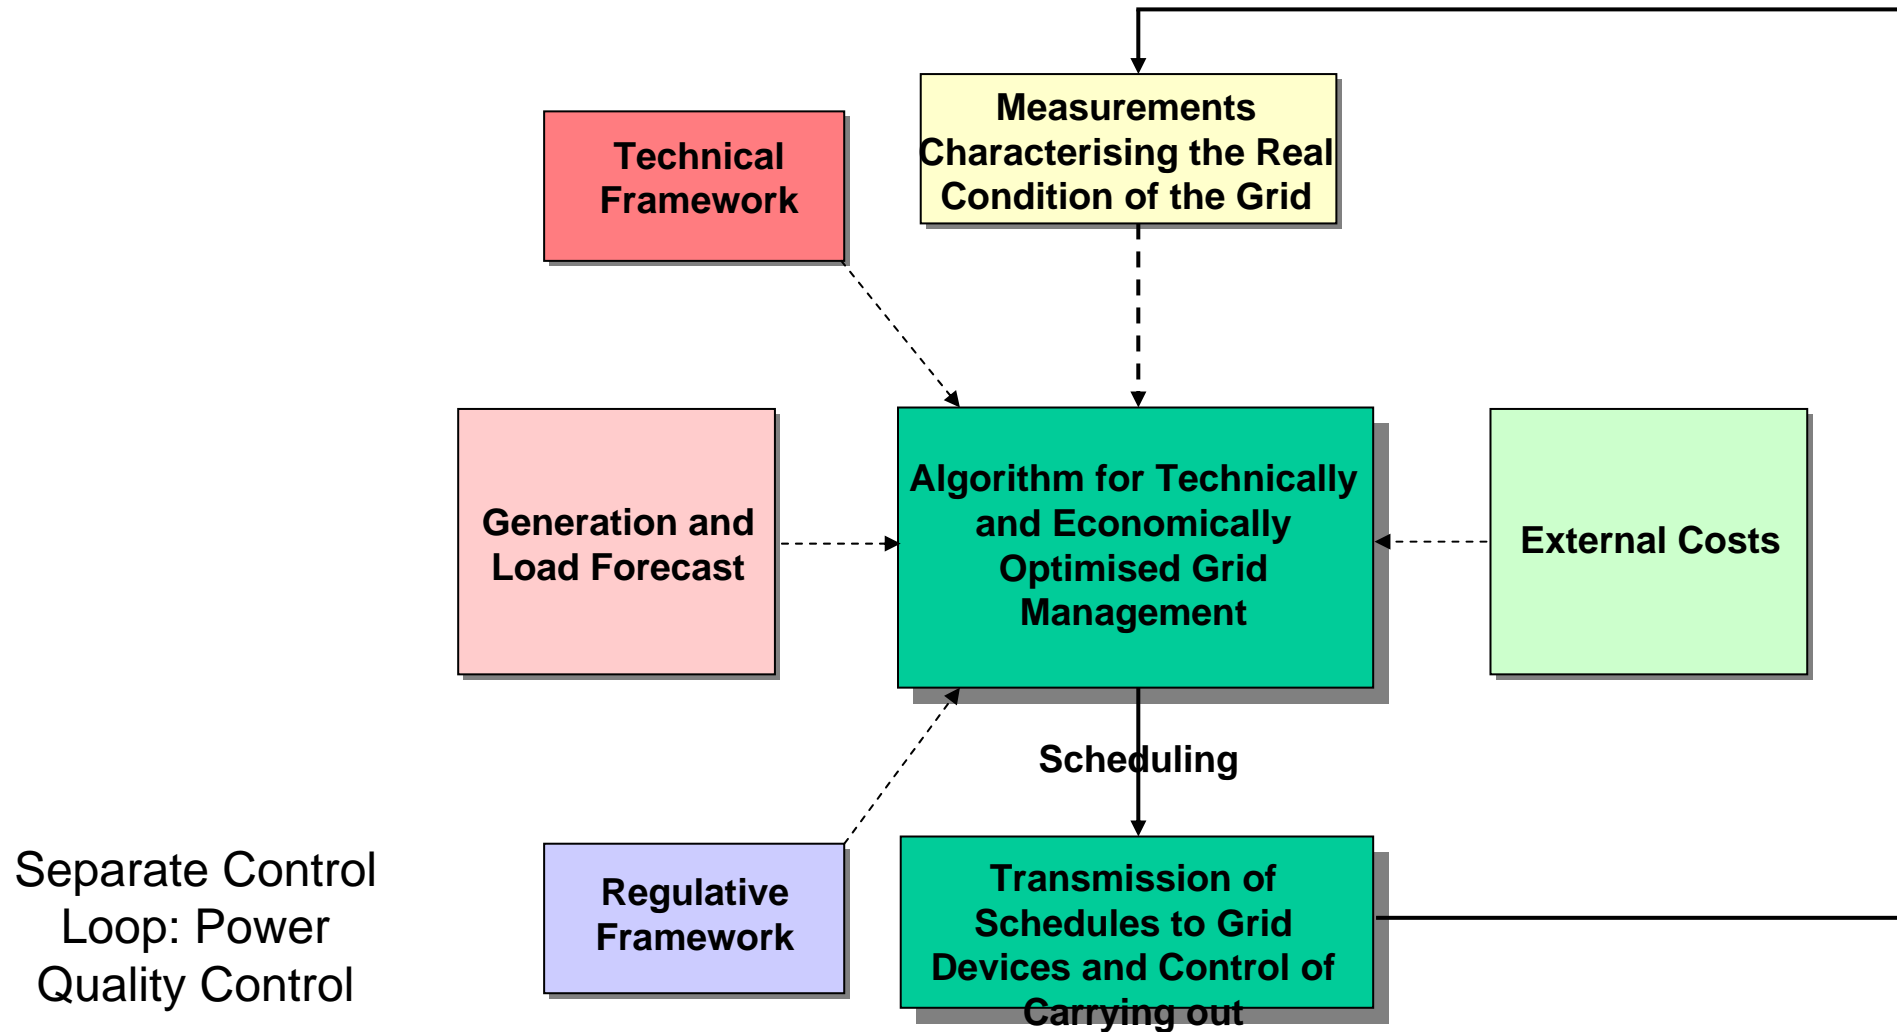 Measurements
Characterising the Real
Condition of the Grid
Technical
Framework
Generation and
Load Forecast
Algorithm for Technically
and Economically
Optimised Grid
Management
External Costs
Scheduling
Separate Control
Loop: Power
Quality Control
Regulative
Framework
Transmission of
Schedules to Grid
Devices and Control of
Carrying out